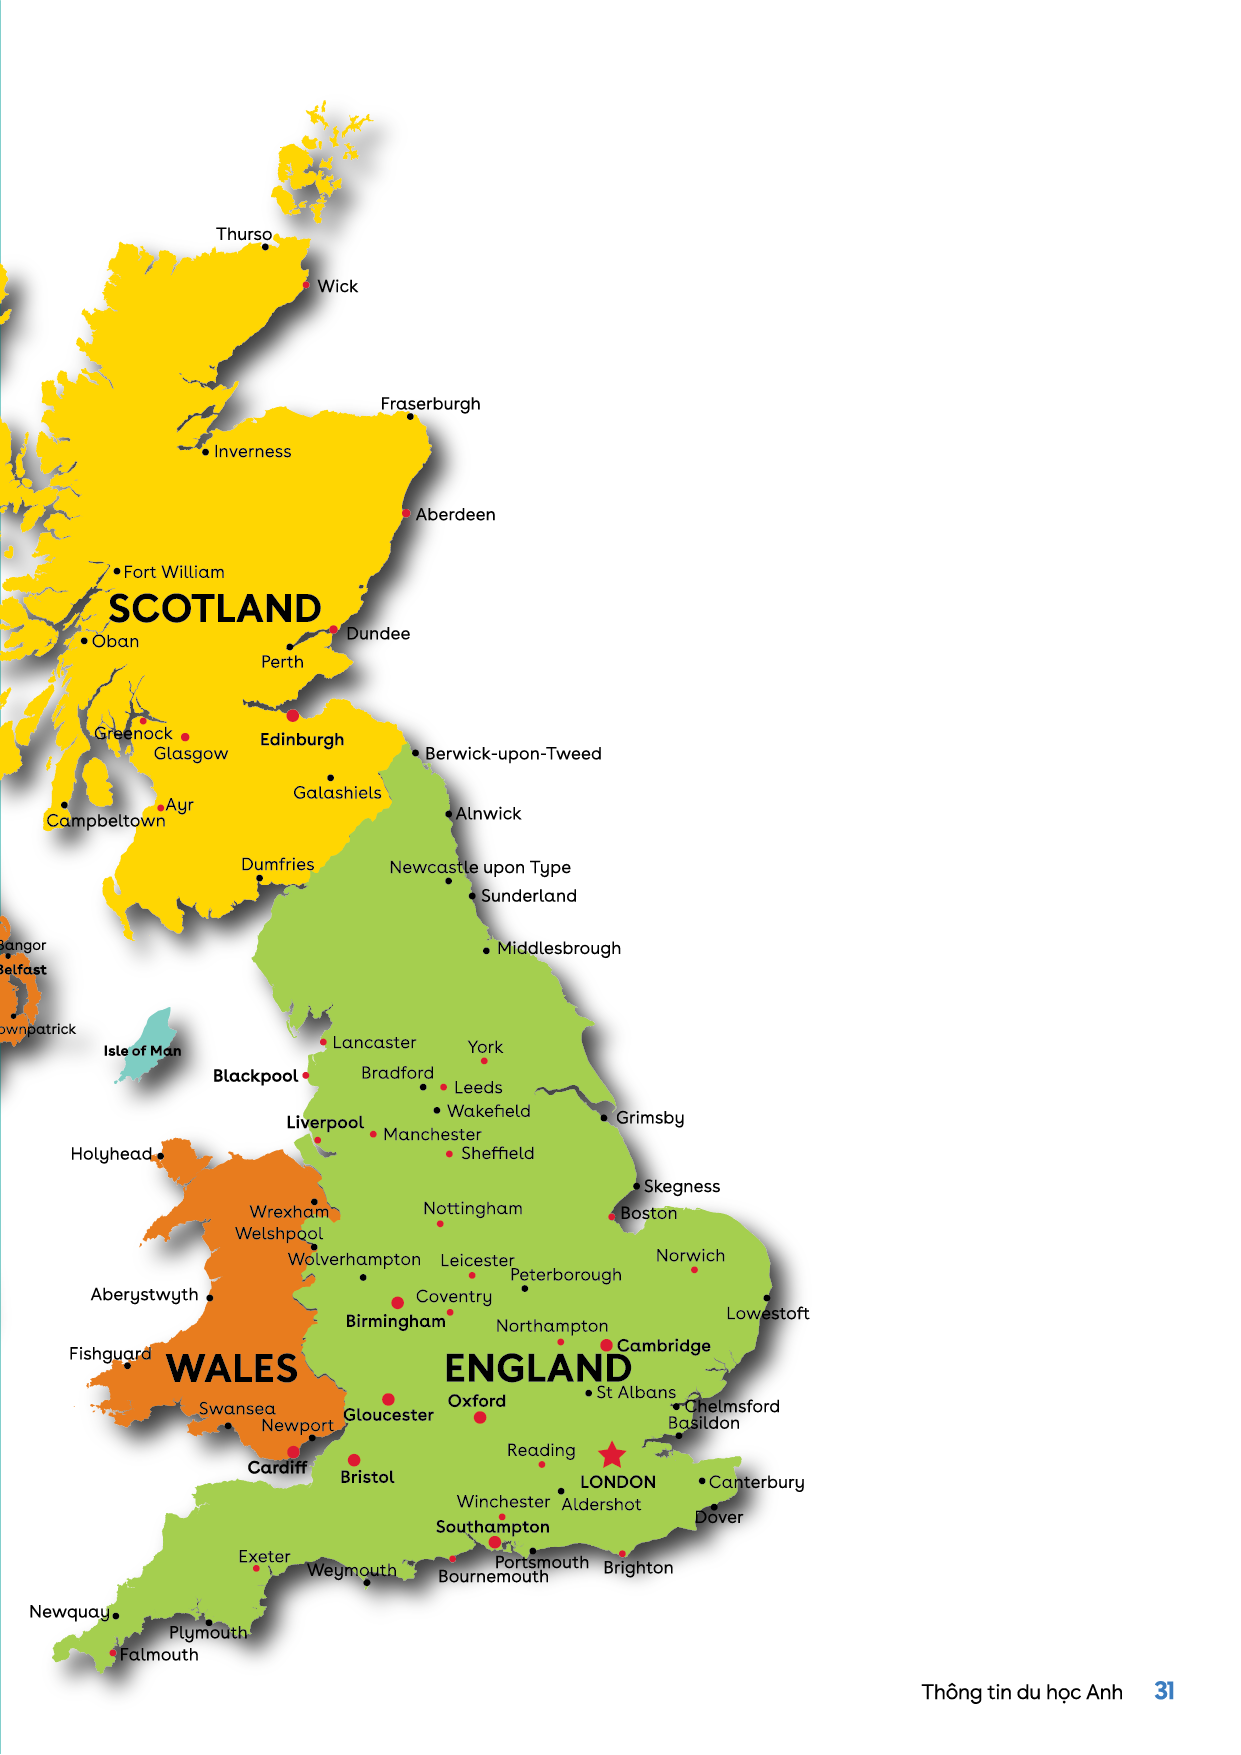 Thurso
Wick
Fraserburgh
Inverness
Aberdeen
Fort William
SCOTLAND
Dundee
Oban
Perth
Greenock
Edinburgh
Glasgow
Berwick-upon-Tweed
Galashiels
Ayr
Alnwick
Campbeltown
Dumfries
Newcastle upon Type
Sunderland
Bangor
Middlesbrough
Belfast
ownpatrick
Isle of Man
Lancaster
York
Blackpool
Bradford
Leeds
Wakefield
Grimsby
Liverpool
Manchester
Holyhead
Sheffield
Skegness
Wrexham
Nottingham
Boston
Welshpool
Wolverhampton
Leicester
Norwich
Peterborough
Aberystwyth
Coventry
Lowestoft
Birmingham
Northampton
Cambridge
Fishguard
WALES
ENGLAND
St Albans
Oxford
Chelmsford
Swansea
Gloucester
Basildon
Newport
Reading
Cardiff
Bristol
LONDON
Canterbury
Winchester
Aldershot
Dover
Southampton
Exeter
Weymouth
Portsmouth
Brighton
Bournemouth
Newquay
Plymouth
Falmouth
Thông tin du học Anh 31